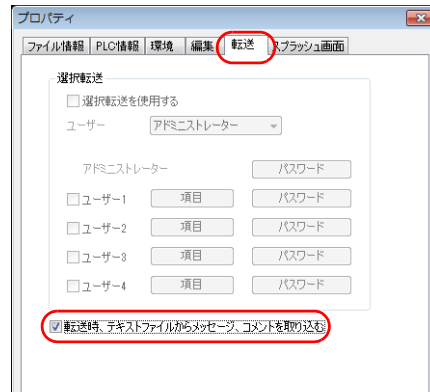 プロパティ
ファイル情報 PLC情報 環境 編集 転送 スプラッシュ画面
選択転送
選択転送を使用する
ユーザー アドミニストレーター
アドミニストレーター パスワード
ユーザー1 項目 パスワード
ユーザー2 項目 パスワード
ユーザー3 項目 パスワード
ユーザー4 項目 パスワード
転送時、テキストファイルからメッセージ、コメントを取り込む